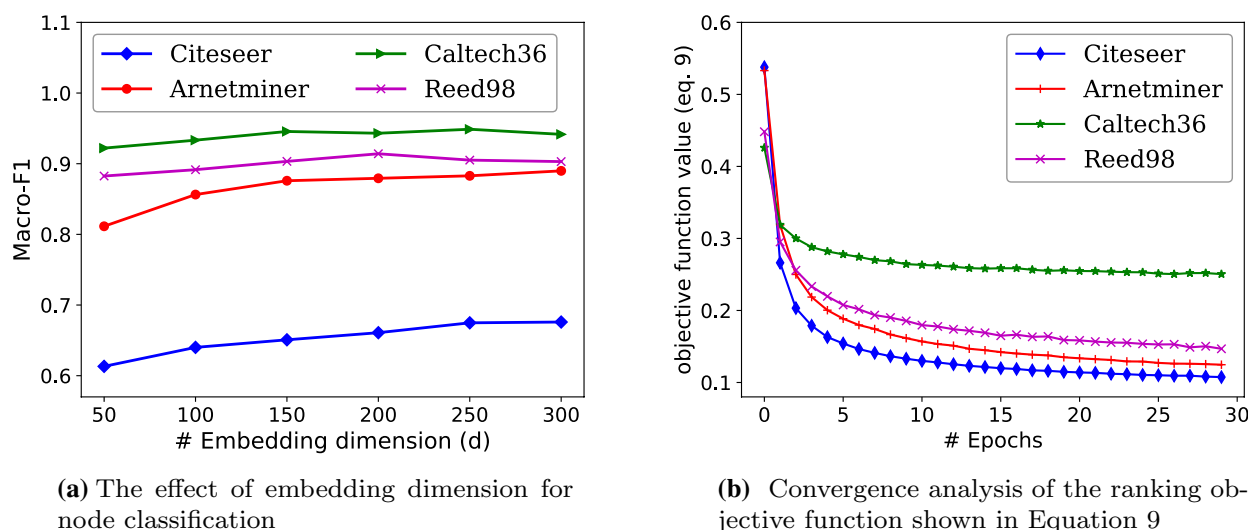 1.1
1.0
0.9
0.8
0.7
0.6
Macro-F1
Citeseer
Arnetminer
Caltech36
Reed98
50 100 150 200 250 300
# Embedding dimension (d)
(a) The effect of embedding dimension for
node classification
0.6
0.5
0.4
0.3
0.2
0.1
objective function value (eq. 9)
Citeseer
Arnetminer
Caltech36
Reed98
0 5 10 15 20 25 30
# Epochs
(b) Convergence analysis of the ranking ob-
jective function shown in Equation 9